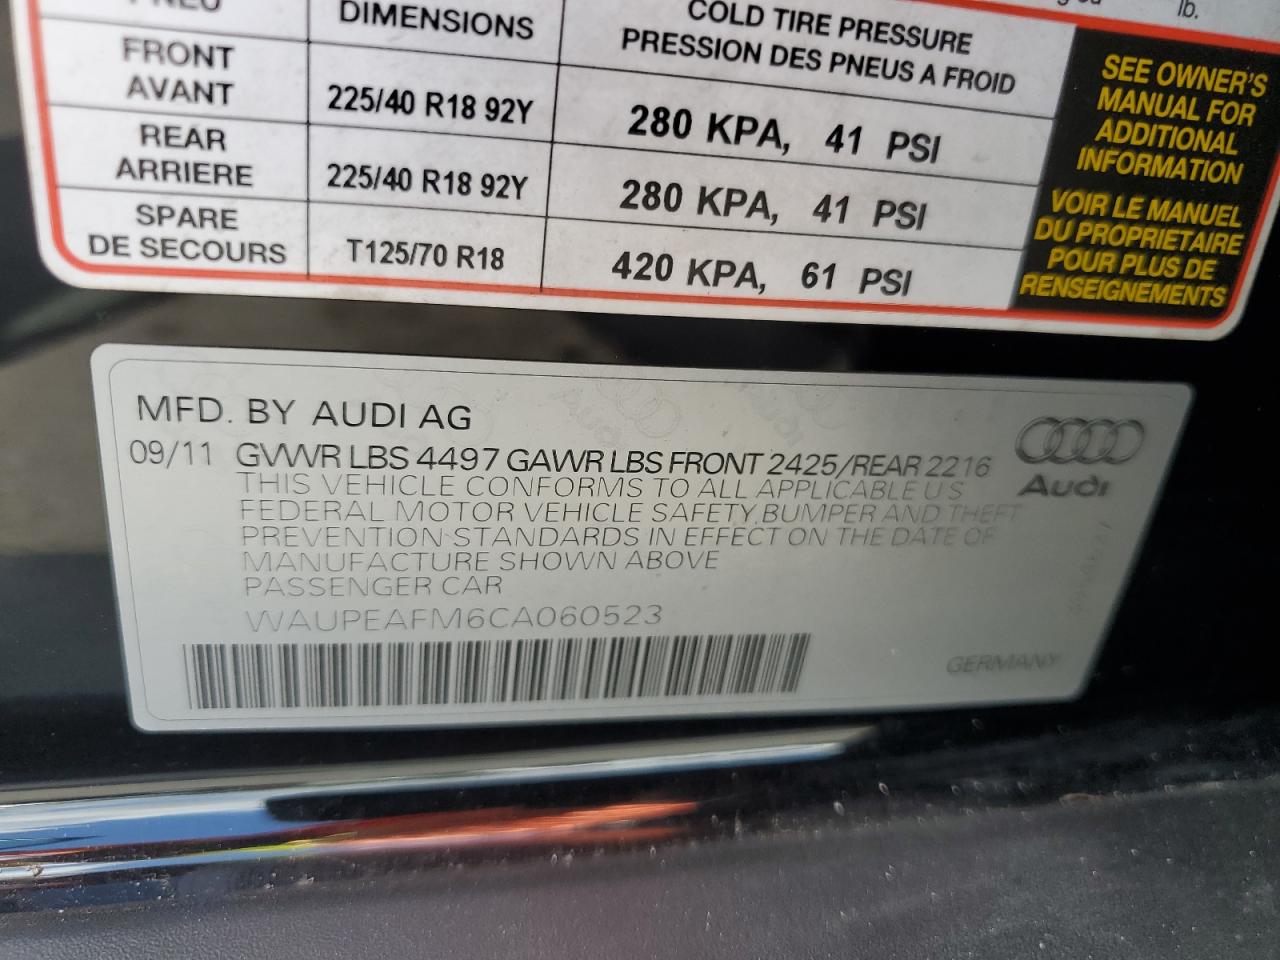 lb.
PNEU DIMENSIONS COLD TIRE PRESSURE
PRESSION DES PNEUS A FROID
FRONT
AVANT 225/40 R18 92Y 280 KPA, 41 PSI
REAR
ARRIERE 225/40 R18 92Y 280 KPA, 41 PSI
SPARE
DE SECOURS T125/70 R18 420 KPA, 61 PSI
SEE OWNER'S
MANUAL FOR
ADDITIONAL
INFORMATION
VOIR LE MANUEL
DU PROPRIETAIRE
POUR PLUS DE
RENSEIGNEMENTS
MFD. BY AUDI AG
09/11 GVWR LBS 4497 GAWR LBS FRONT 2425/REAR 2216
THIS VEHICLE CONFORMS TO ALL APPLICABLE U S
FEDERAL MOTOR VEHICLE SAFETY, BUMPER AND THEFT
PREVENTION STANDARDS IN EFFECT ON THE DATE OF
MANUFACTURE SHOWN ABOVE
PASSENGER CAR
WAUPEAFM6CA060523
Audi
GERMANY